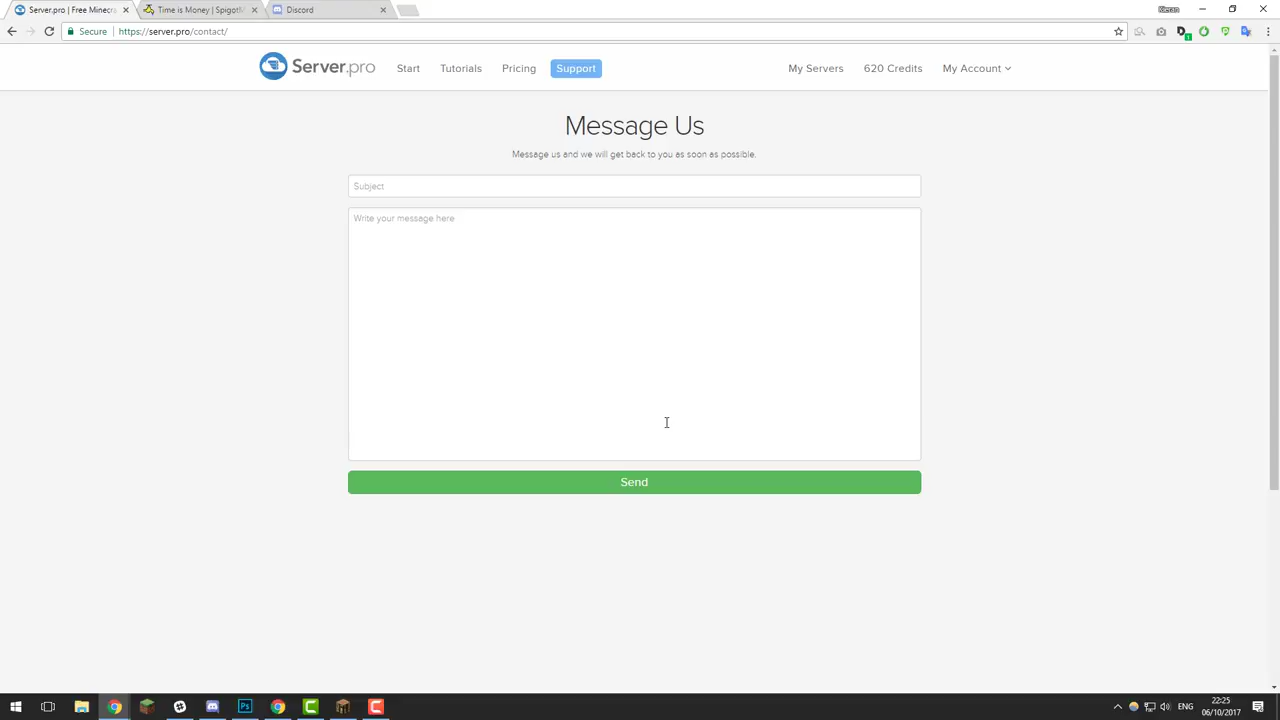 Server.pro | Free Minecra
Time is Money | SpigotM
Discord
Secure
https://server.pro/contact/
Server.pro
Start
Tutorials
Pricing
Support
My Servers
620 Credits
My Account
Message Us
Message us and we will get back to you as soon as possible.
Subject
Write your message here
Send
ENG
22:25
06/10/2017